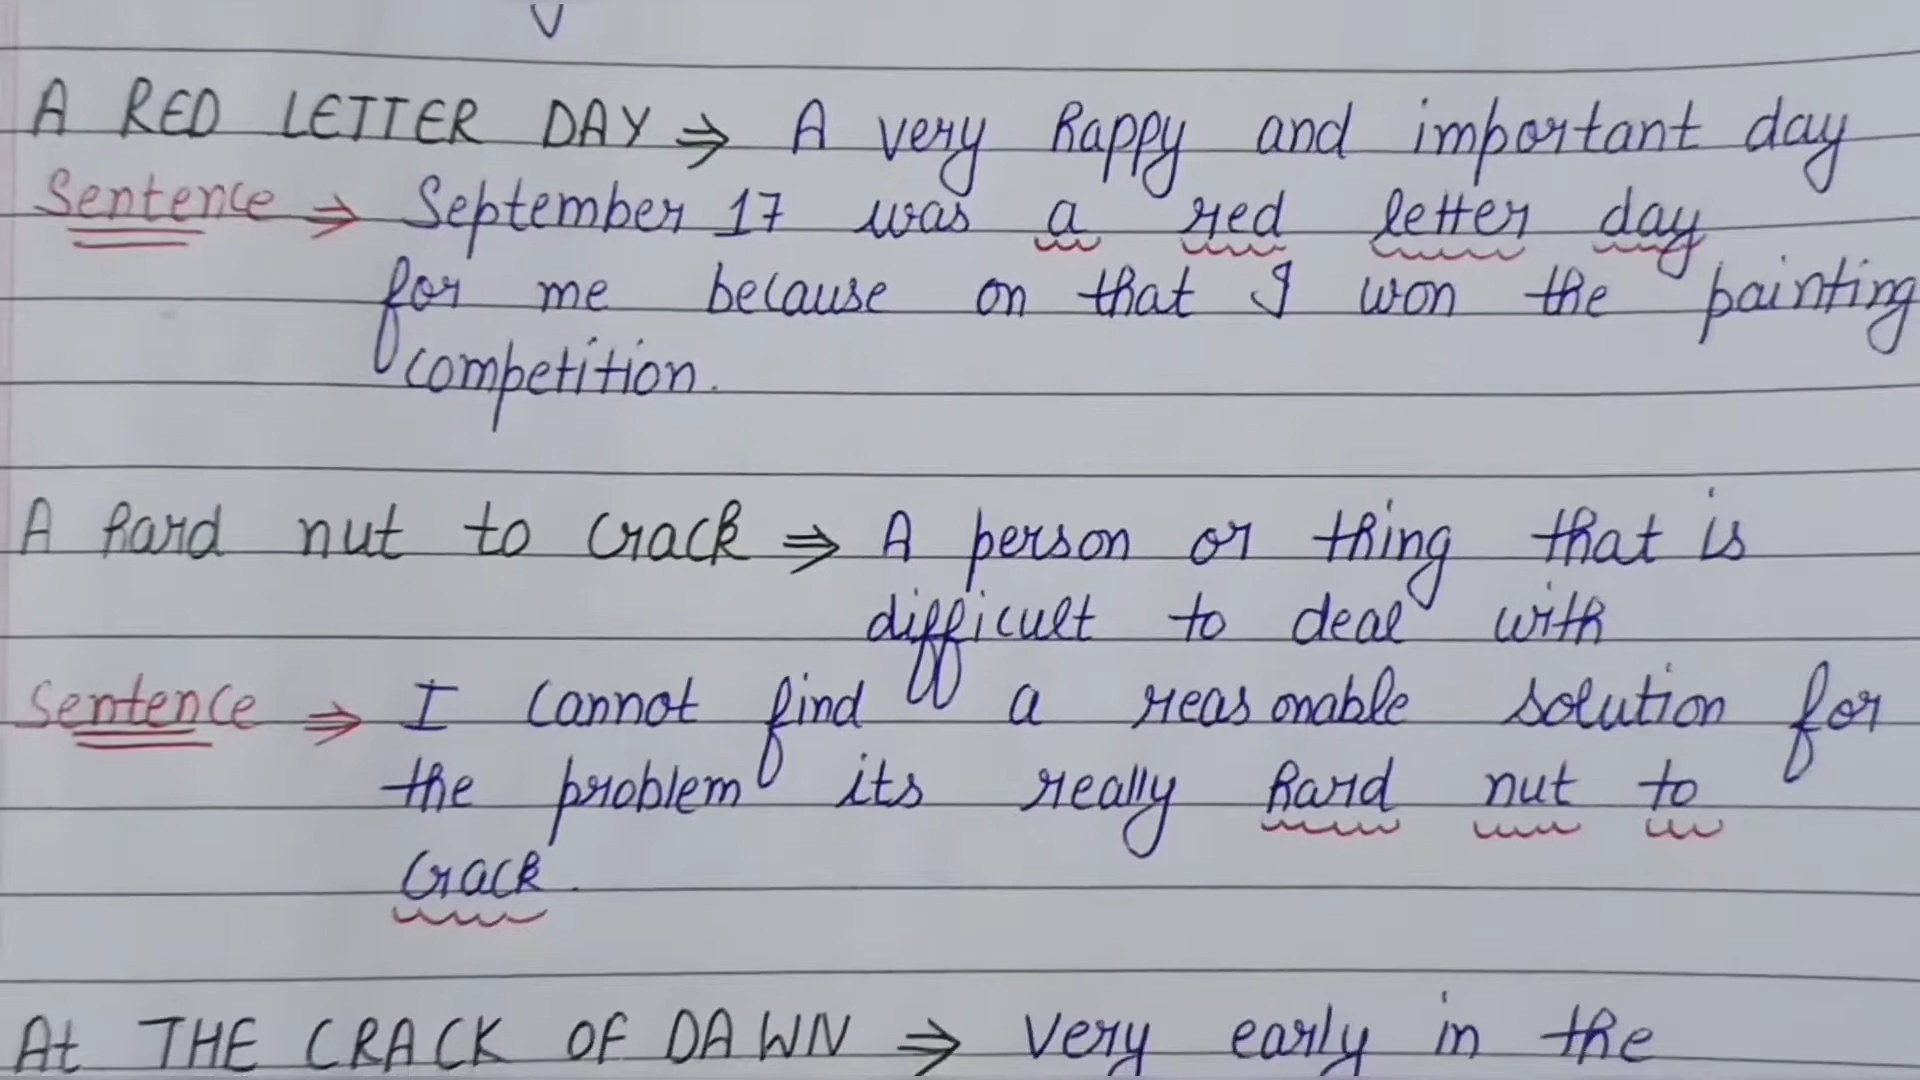 A RED LETTER DAY ⇒ A very happy and important day
Sentence ⇒ September 17 was a red letter day
for me because on that I won the painting
competition.
A hard nut to crack ⇒ A person or thing that is
difficult to deal with
Sentence ⇒ I cannot find a reasonable solution for
the problem its really hard nut to
crack.
At THE CRACK OF DAWN ⇒ Very early in the